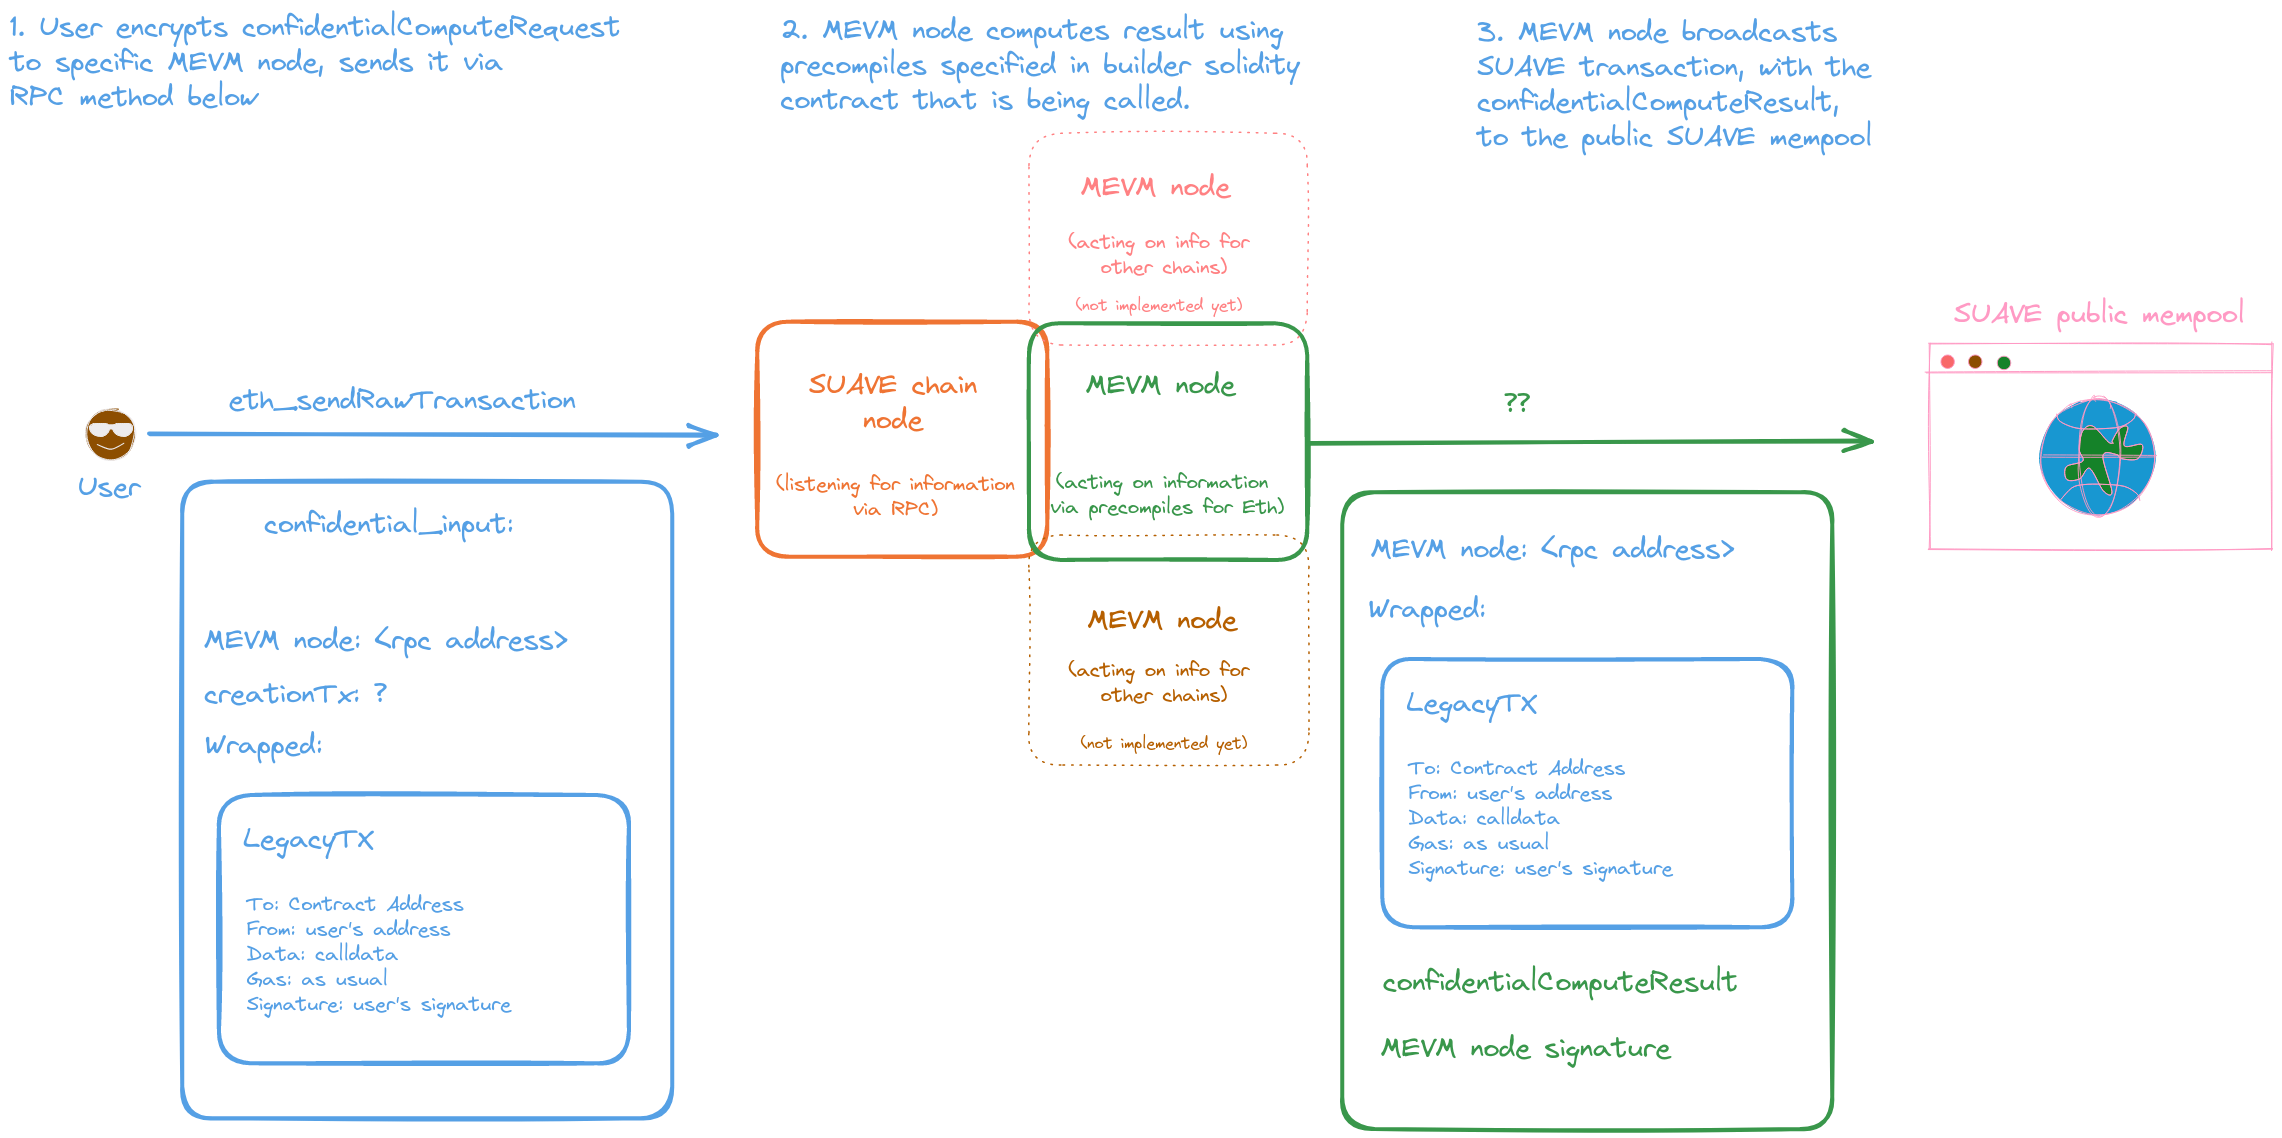 1. User encrypts confidentialComputeRequest
to specific MEVM node, sends it via
RPC method below
2. MEVM node computes result using
precompiles specified in builder solidity
contract that is being called.
3. MEVM node broadcasts
SUAVE transaction, with the
confidentialComputeResult,
to the public SUAVE mempool
MEVM node
(acting on info for
other chains)
(not implemented yet)
eth_sendRawTransaction
User
confidential_input:
MEVM node: <rpc address>
creationTx: ?
Wrapped:
LegacyTX
To: Contract Address
From: user's address
Data: calldata
Gas: as usual
Signature: user's signature
SUAVE chain
node
(listening for information
via RPC)
MEVM node
(acting on information
via precompiles for Eth)
MEVM node
(acting on info for
other chains)
(not implemented yet)
??
MEVM node: <rpc address>
Wrapped:
LegacyTX
To: Contract Address
From: user's address
Data: calldata
Gas: as usual
Signature: user's signature
confidentialComputeResult
MEVM node signature
SUAVE public mempool